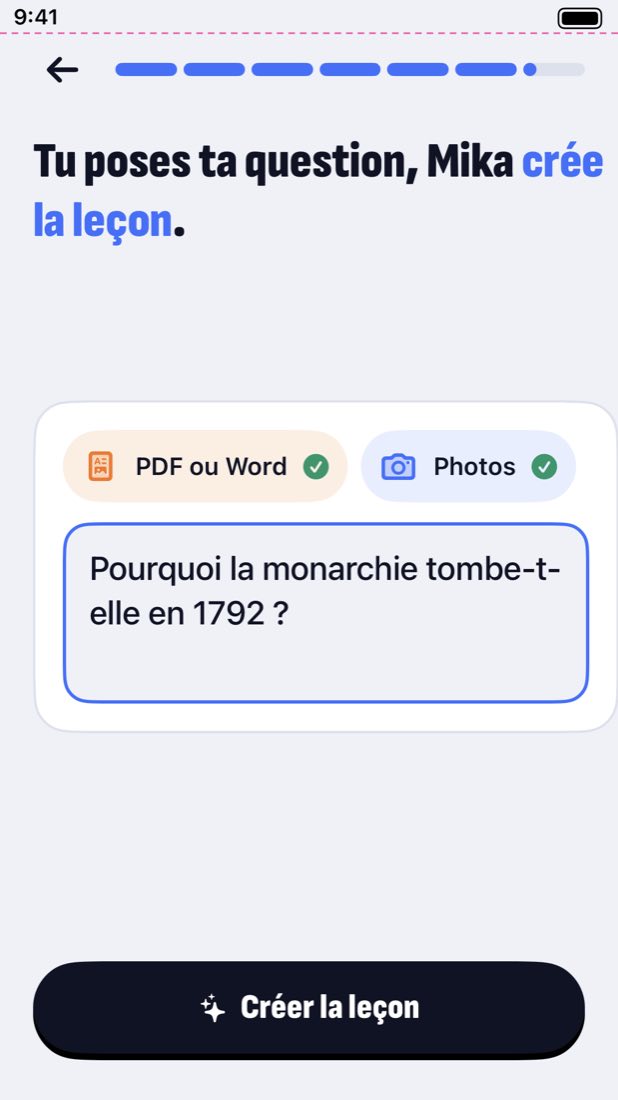 9:41
Tu poses ta question, Mika crée
la leçon.
PDF ou Word
Photos
Pourquoi la monarchie tombe-t-
elle en 1792 ?
Créer la leçon